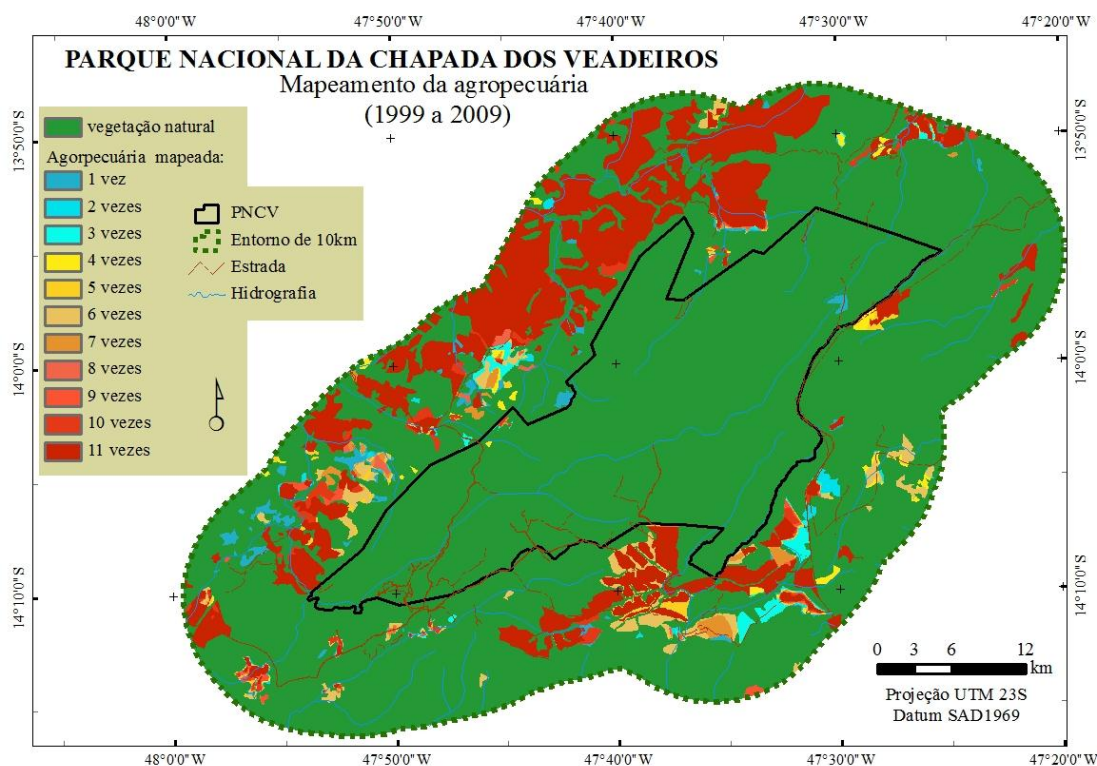 48°0'0"W 47°50'0"W 47°40'0"W 47°30'0"W 47°20'0"W
PARQUE NACIONAL DA CHAPADA DOS VEADEIROS
Mapeamento da agropecuária
(1999 a 2009)
vegetação natural
Agorpecuária mapeada:
1 vez
2 vezes
3 vezes
4 vezes
5 vezes
6 vezes
7 vezes
8 vezes
9 vezes
10 vezes
11 vezes
PNCV
Entorno de 10km
Estrada
Hidrografia
13°50'0"S
14°0'0"S
14°10'0"S
13°50'0"S
14°0'0"S
14°10'0"S
0 3 6 12
km
Projeção UTM 23S
Datum SAD1969
48°0'0"W 47°50'0"W 47°40'0"W 47°30'0"W 47°20'0"W